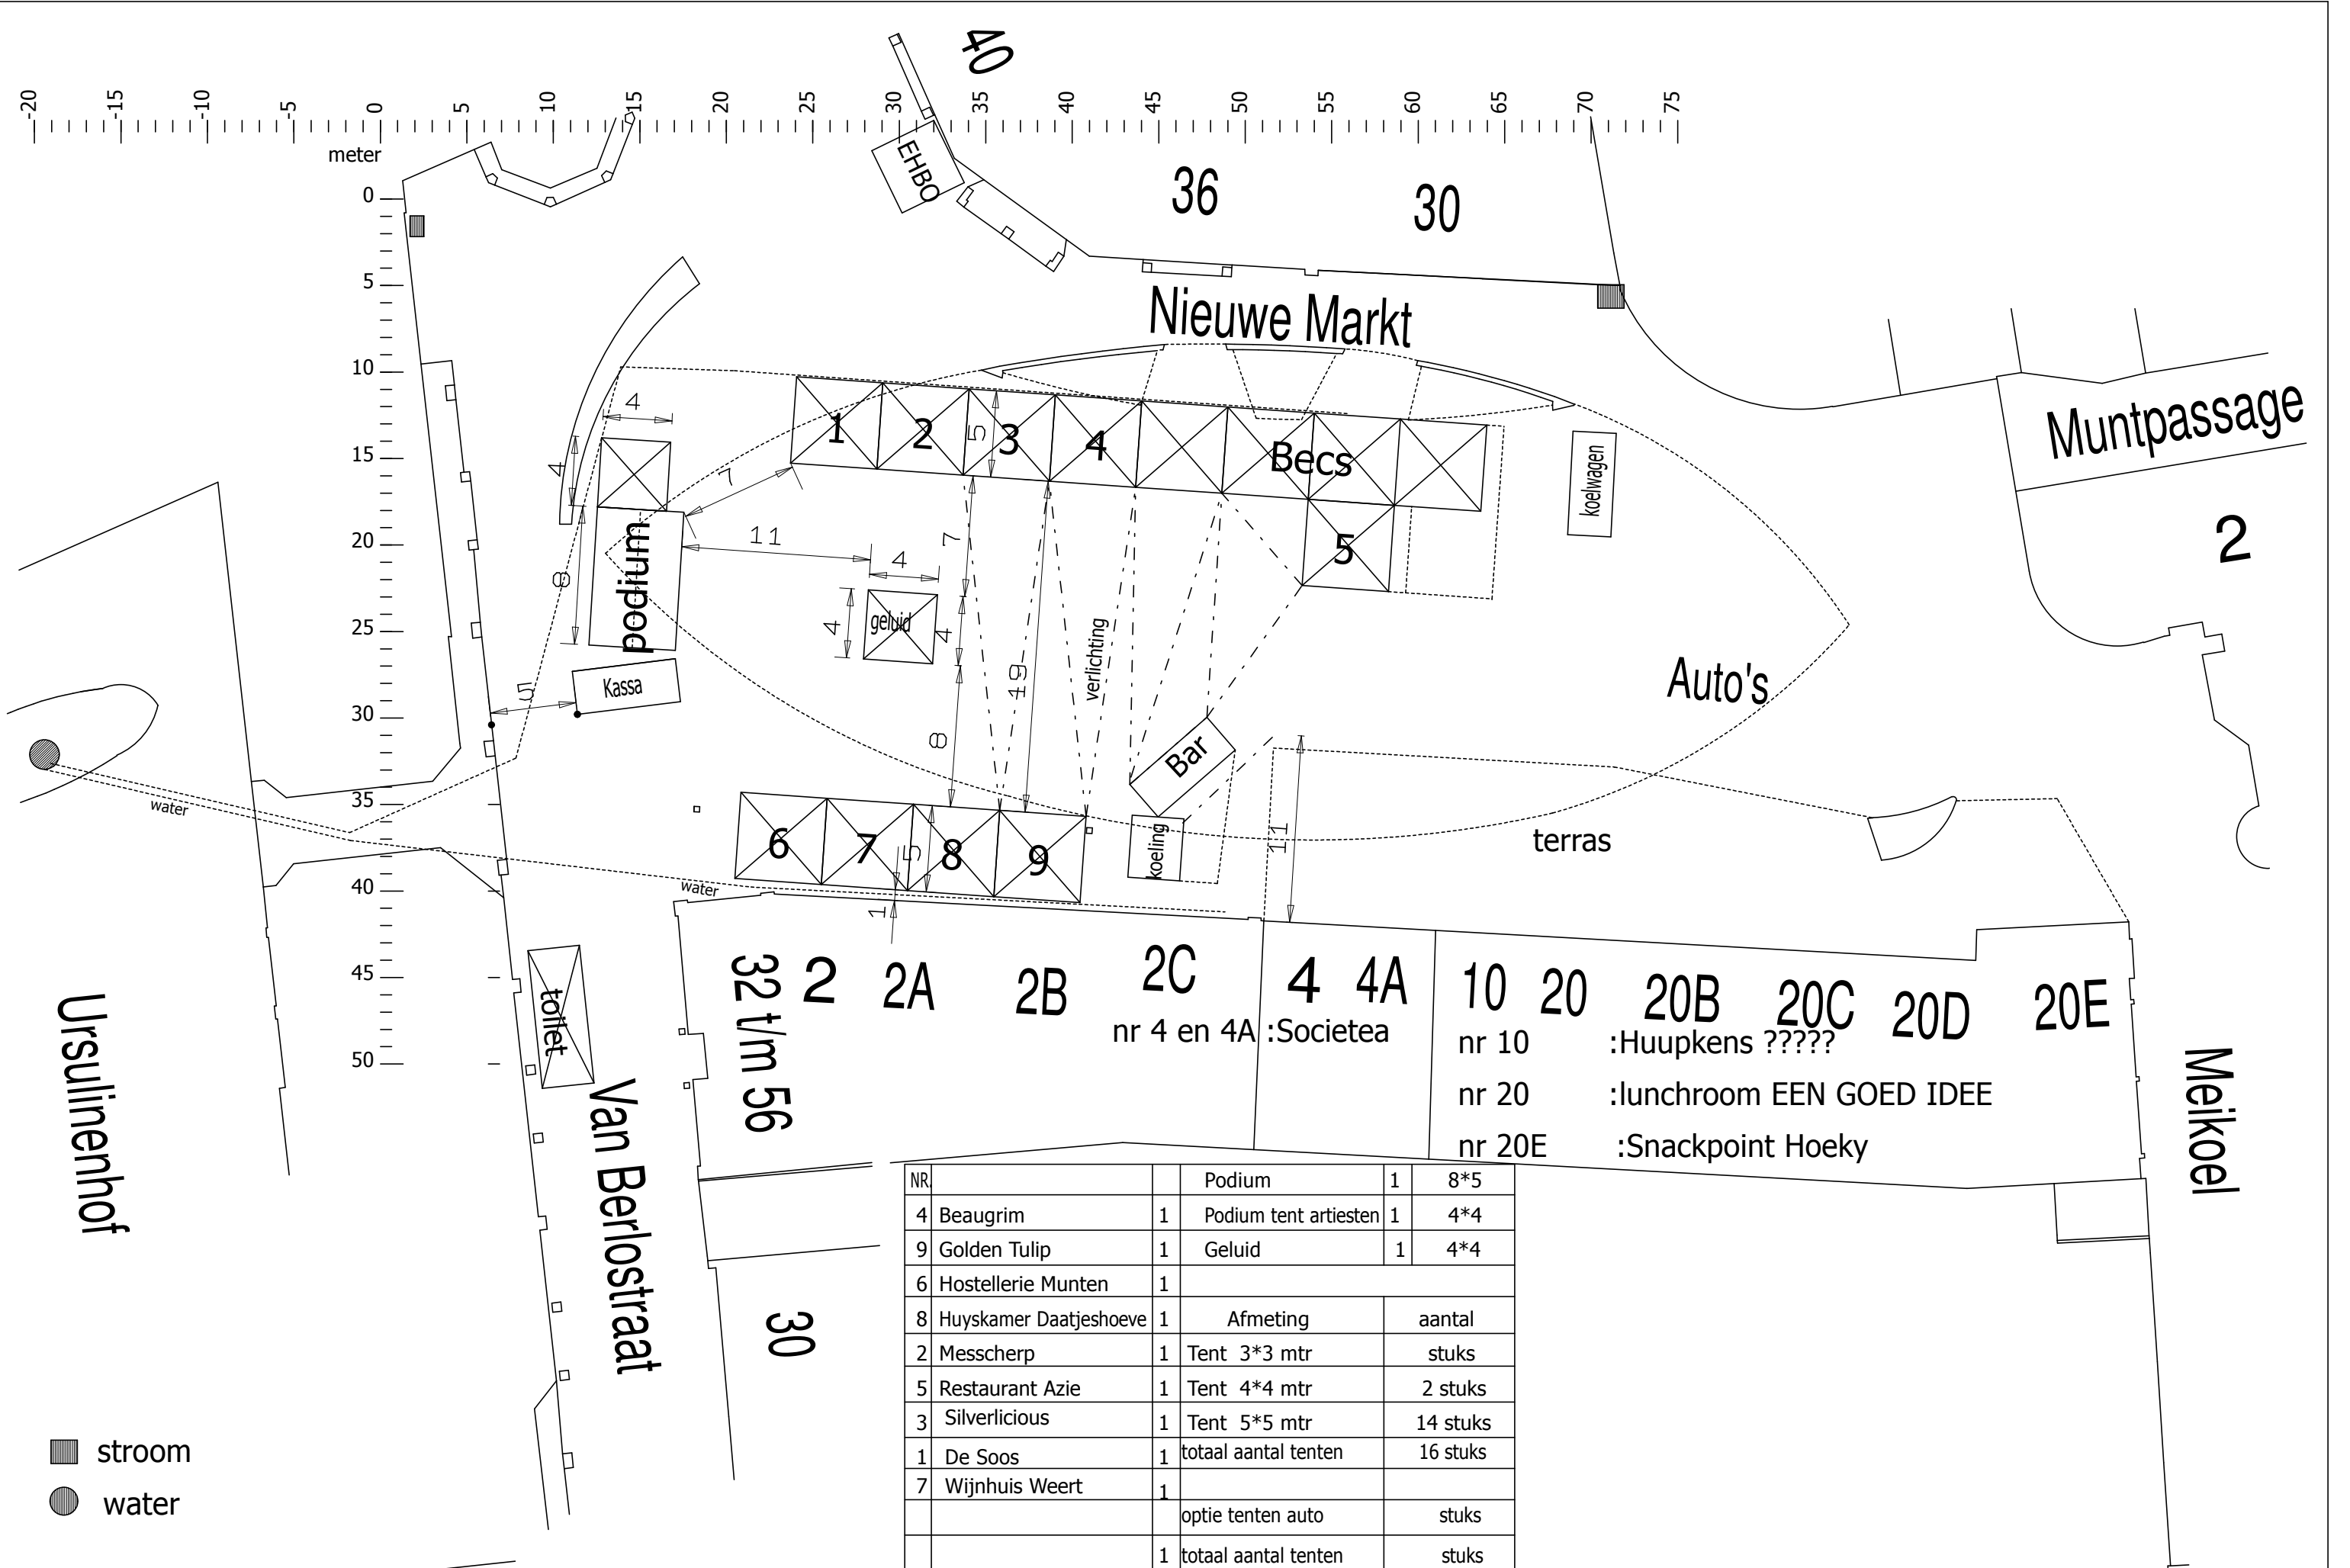 40
-20 -15 -10 -5 0 5 10 15 20 25 30 35 40 45 50 55 60 65 70 75
meter
EHBO
36
30
0
5
10
15
20
25
30
35
40
45
50
Nieuwe Markt
Muntpassage
2
4
4
7
11
8
5
podium
Kassa
1
2
3
4
Becs
5
5
koelwagen
7
4
4
geluid
4
19
8
verlichting
Auto's
Bar
koeling
11
terras
water
water
6
7
8
9
5
1
toilet
Ursulinenhof
Van Berlostraat
32 t/m 56
30
2
2A
2B
2C
4
4A
10
20
20B
20C
20D
20E
nr 4 en 4A :Societea
nr 10 :Huupkens ?????
nr 20 :lunchroom EEN GOED IDEE
nr 20E :Snackpoint Hoeky
Meikoel
NR. Podium 1 8*5
4 Beaugrim 1 Podium tent artiesten 1 4*4
9 Golden Tulip 1 Geluid 1 4*4
6 Hostellerie Munten 1
8 Huyskamer Daatjeshoeve 1 Afmeting aantal
2 Messcherp 1 Tent 3*3 mtr stuks
5 Restaurant Azie 1 Tent 4*4 mtr 2 stuks
3 Silverlicious 1 Tent 5*5 mtr 14 stuks
1 De Soos 1 totaal aantal tenten 16 stuks
7 Wijnhuis Weert 1
optie tenten auto stuks
1 totaal aantal tenten stuks
stroom
water